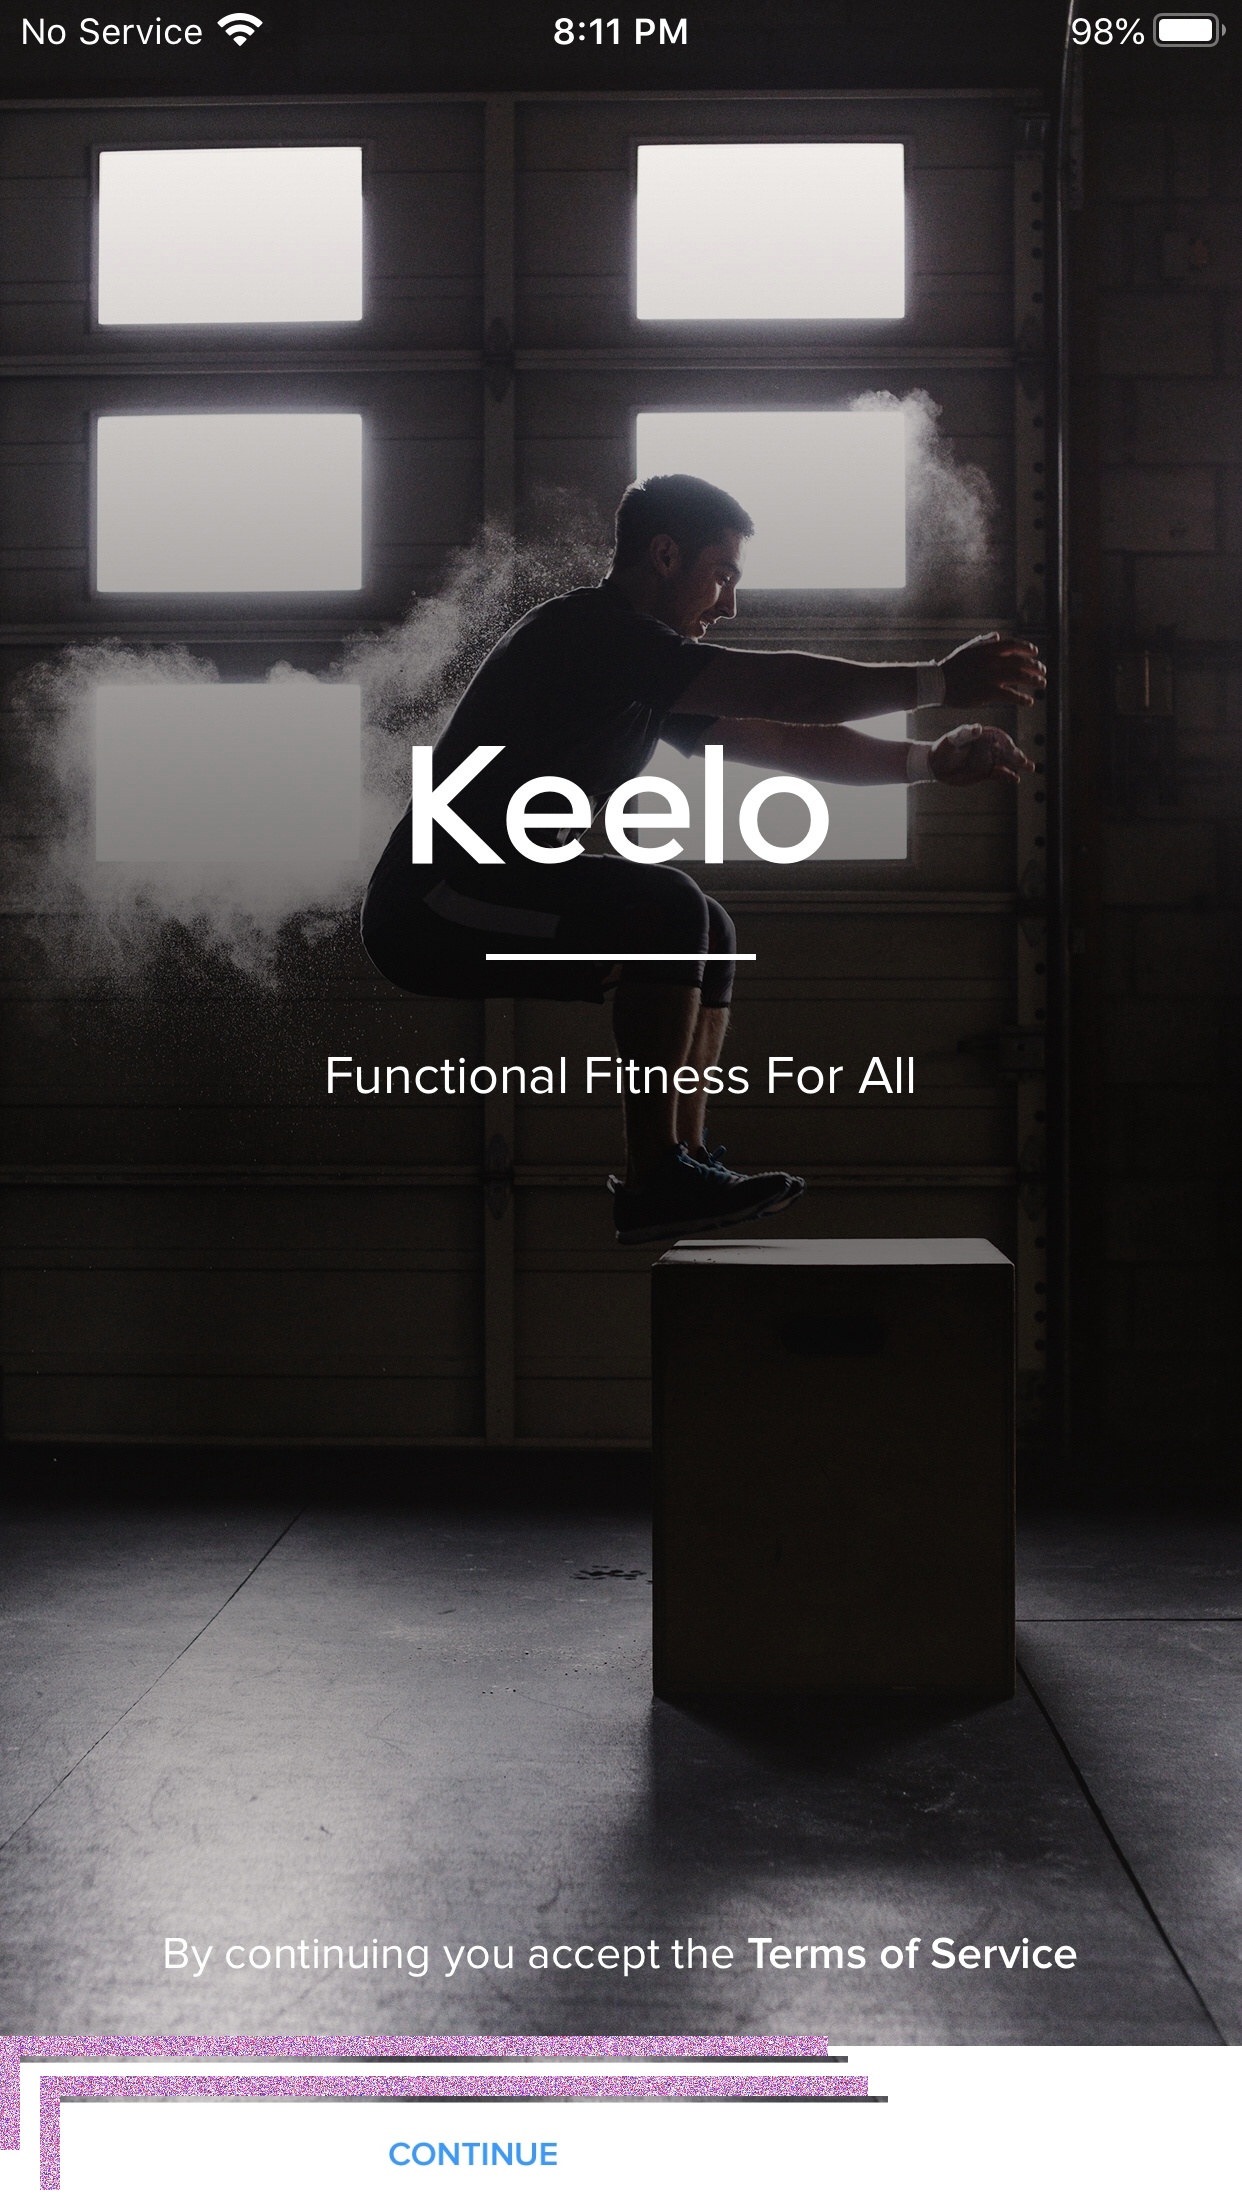 No Service 8:11 PM 98%
Keelo
Functional Fitness For All
By continuing you accept the Terms of Service
CONTINUE